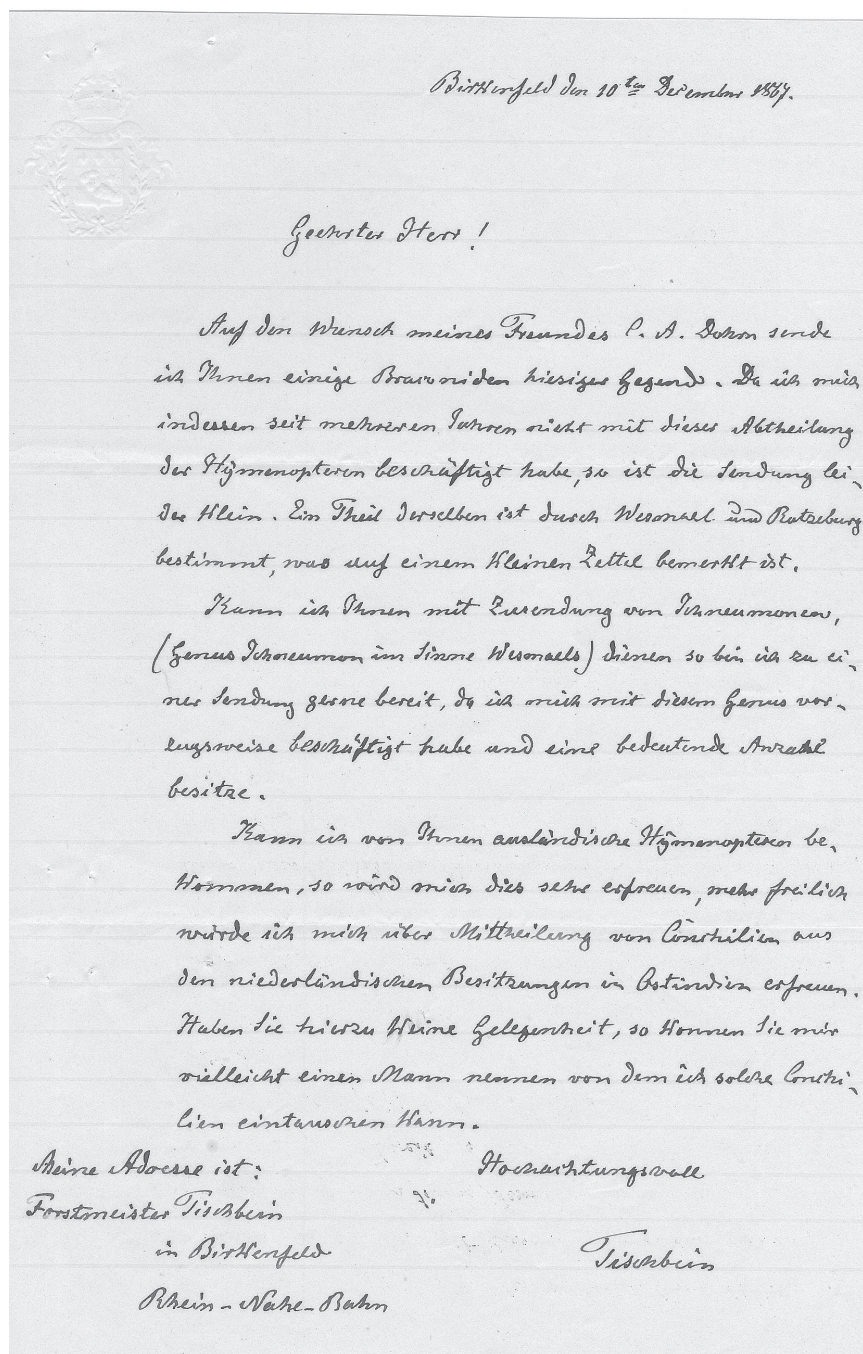 Birkenfeld den 10ten December 1867.
Geehrter Herr!
Auf den Wunsch meines Freundes C. A. Dohrn sende
ich Ihnen einige Braconiden hiesiger Gegend. Da ich mich
indessen seit mehreren Jahren nicht mit dieser Abtheilung
der Hÿmenopteren beschäftigt habe, so ist die Sendung lei-
der klein. Ein Theil derselben ist durch Wesmael und Ratzeburg
bestimmt, was auf einem kleinen Zettel bemerkt ist.
Kann ich Ihnen mit Zusendung von Ichneumonen,
(Genus Ichneumon im Sinne Wesmaels) dienen so bin ich zu ei-
ner Sendung gerne bereit, da ich mich mit diesem Genus vor-
zugsweise beschäftigt habe und eine bedeutende Anzahl
besitze.
Kann ich von Ihnen ausländische Hÿmenopteren be-
kommen, so wird mich dies sehr erfreuen, mehr freilich
würde ich mich über Mittheilung von Conchilien aus
den niederländischen Besitzungen in Ostindien erfreuen.
Haben Sie hierzu keine Gelegenheit, so können Sie mir
vielleicht einen Mann nennen von dem ich solche Conchi-
lien eintauschen kann.
Hochachtungsvoll
Tischbein
Meine Adresse ist:
Forstmeister Tischbein
in Birkenfeld
Rhein-Nahe-Bahn